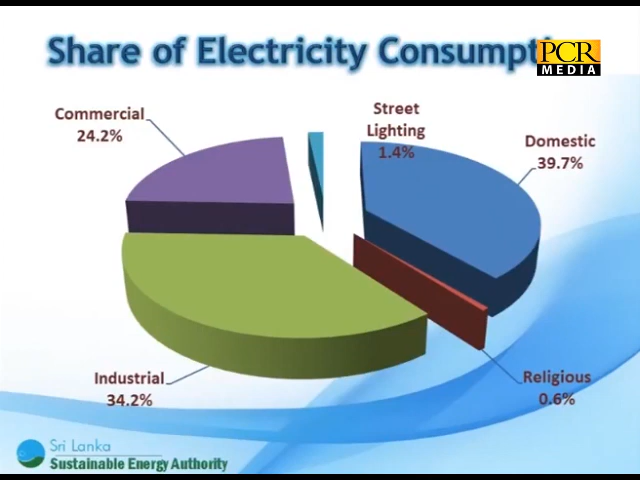 Share of Electricity Consumpti
PCR
MEDIA
Commercial
24.2%
Street
Lighting
1.4%
Domestic
39.7%
Industrial
34.2%
Religious
0.6%
Sri Lanka
Sustainable Energy Authority